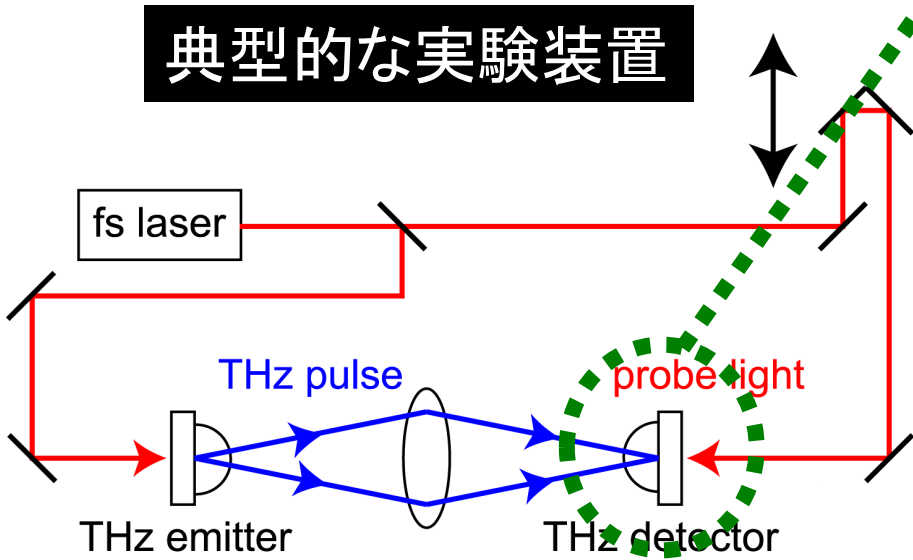 典型的な実験装置
fs laser
THz pulse
probe light
THz emitter
THz detector